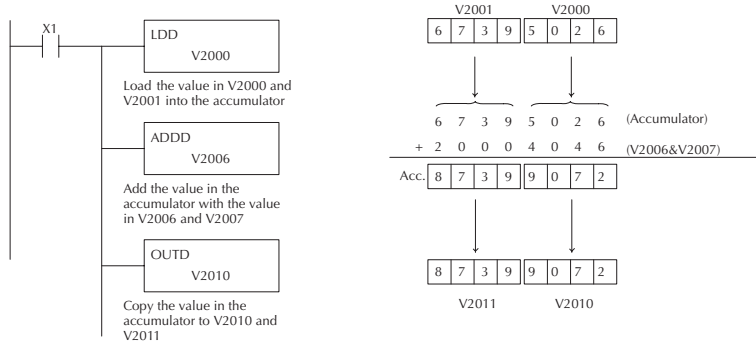 X1
LDD
V2000
Load the value in V2000 and
V2001 into the accumulator
ADDD
V2006
Add the value in the
accumulator with the value
in V2006 and V2007
OUTD
V2010
Copy the value in the
accumulator to V2010 and
V2011
V2001 V2000
6 7 3 9 5 0 2 6
6 7 3 9 5 0 2 6 (Accumulator)
+ 2 0 0 0 4 0 4 6 (V2006&V2007)
Acc. 8 7 3 9 9 0 7 2
8 7 3 9 9 0 7 2
V2011 V2010